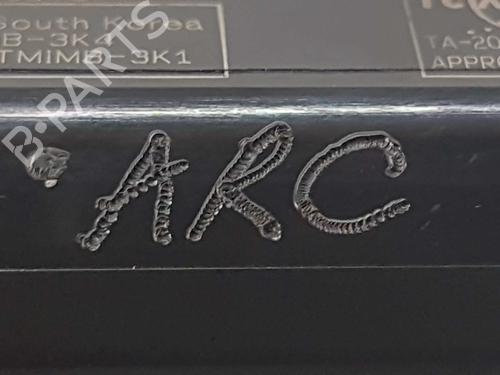 South Korea
B-3K4
TMIMB-3K1
TA-20
APPRO
B-PARTS
ARC